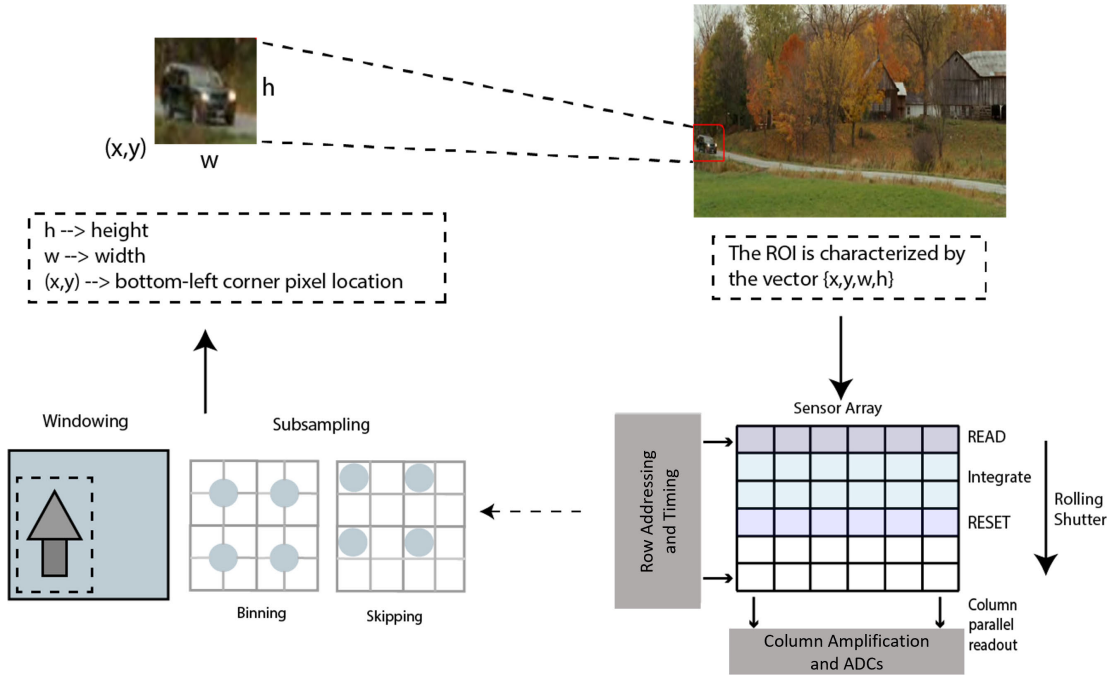 h
(x,y)
w
h --> height
w --> width
(x,y) --> bottom-left corner pixel location
The ROI is characterized by
the vector {x,y,w,h}
Windowing
Subsampling
Binning
Skipping
Sensor Array
Row Addressing
and Timing
READ
Integrate
RESET
Rolling
Shutter
Column
parallel
readout
Column Amplification
and ADCs